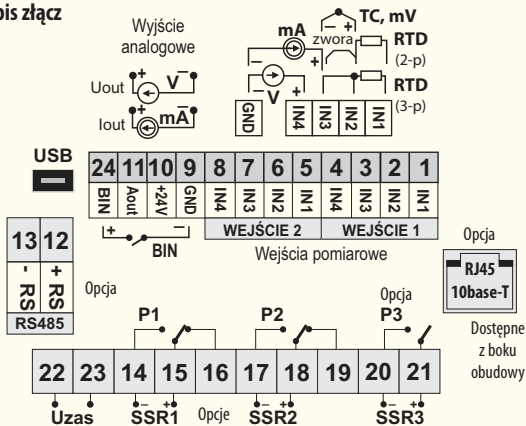 pis złącz
Wyjście
analogowe
Uout + V –
Iout + mA –
mA
TC, mV
zwora
RTD
(2-p)
RTD
(3-p)
V
GND IN4 IN3 IN2 IN1
USB
24 11 10 9 8 7 6 5 4 3 2 1
BIN Aout +24V GND IN4 IN3 IN2 IN1 IN4 IN3 IN2 IN1
WEJŚCIE 2 WEJŚCIE 1
+ – BIN
Wejścia pomiarowe
13 12
- RS + RS
RS485
Opcja
Opcja
RJ45
10base-T
Dostępne
z boku
obudowy
P1 P2 Opcja P3
22 23 14 15 16 17 18 19 20 21
Uzas – SSR1 + Opcje – SSR2 + – SSR3 +